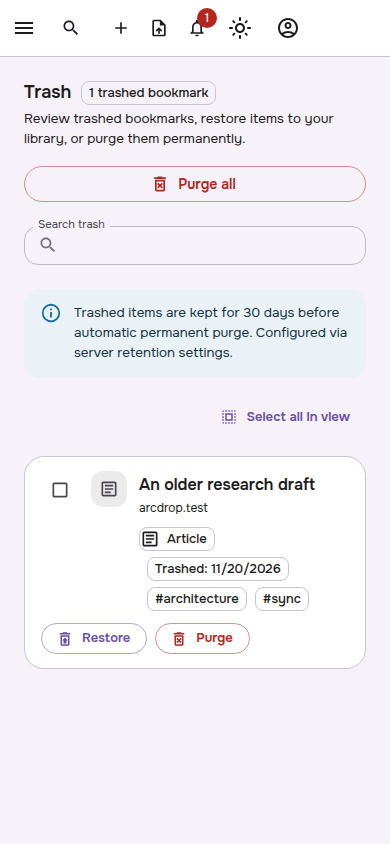 1
Trash
1 trashed bookmark
Review trashed bookmarks, restore items to your
library, or purge them permanently.
Purge all
Search trash
Trashed items are kept for 30 days before
automatic permanent purge. Configured via
server retention settings.
Select all in view
An older research draft
arcdrop.test
Article
Trashed: 11/20/2026
#architecture #sync
Restore Purge